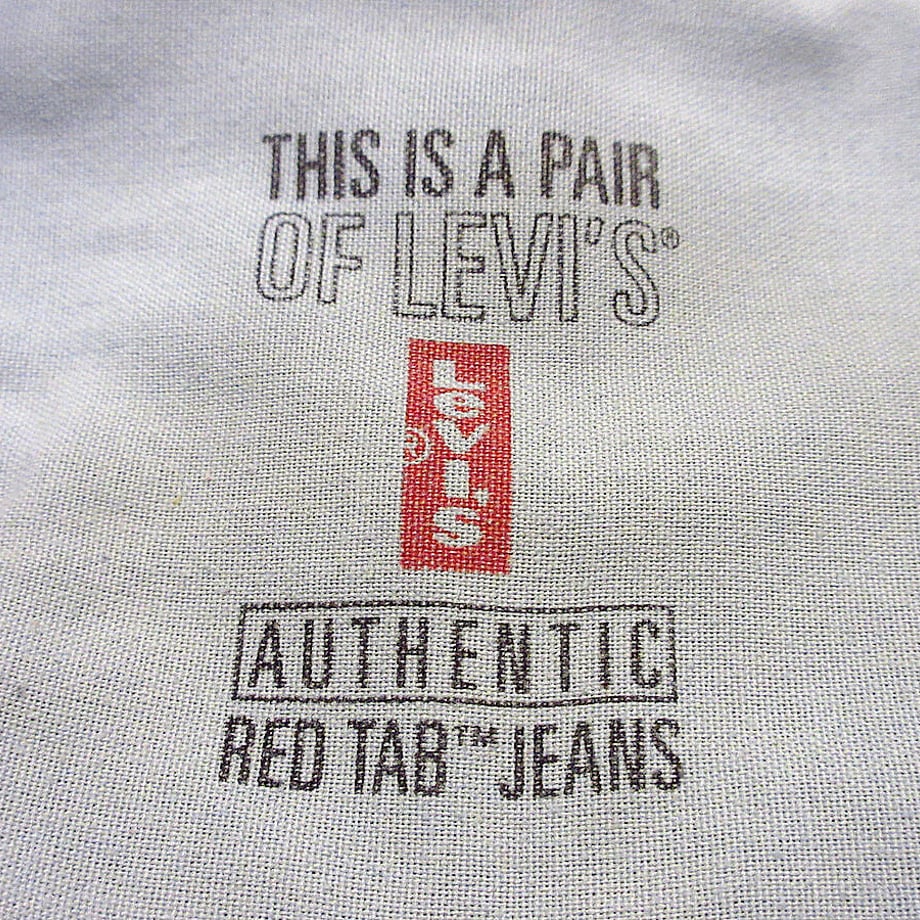 THIS IS A PAIR
OF LEVI'S®
LEVI'S
®
AUTHENTIC
RED TAB™ JEANS